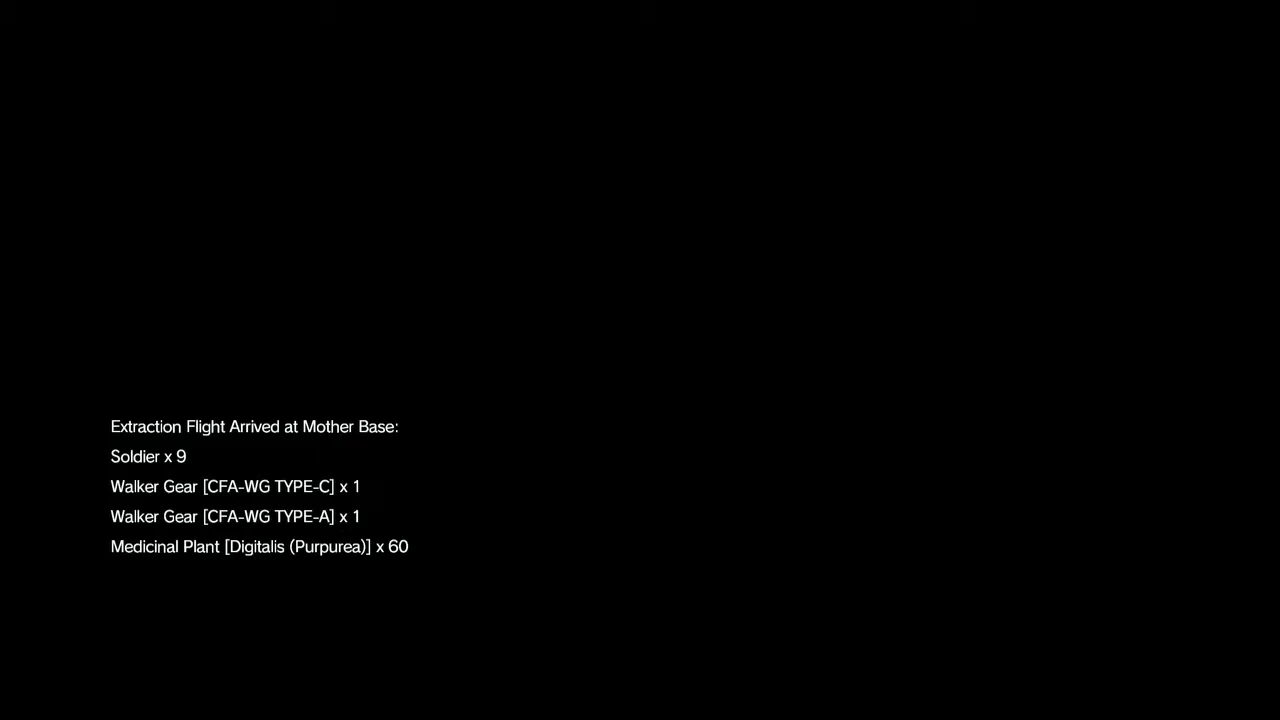 Extraction Flight Arrived at Mother Base:
Soldier x 9
Walker Gear [CFA-WG TYPE-C] x 1
Walker Gear [CFA-WG TYPE-A] x 1
Medicinal Plant [Digitalis (Purpurea)] x 60